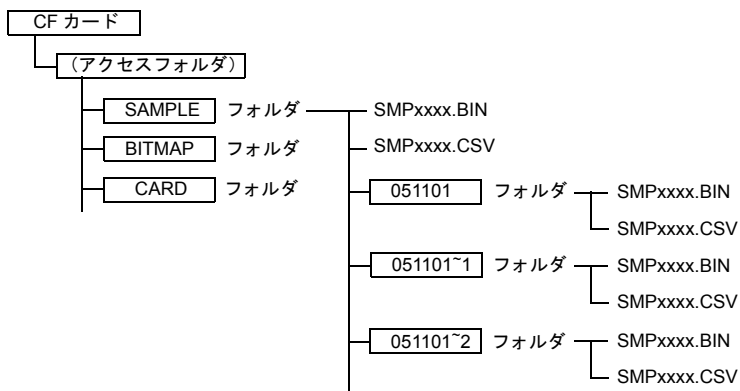 CF カード
（アクセスフォルダ）
SAMPLE フォルダ SMPxxxx.BIN
BITMAP フォルダ SMPxxxx.CSV
CARD フォルダ 051101 フォルダ SMPxxxx.BIN
SMPxxxx.CSV
051101~1 フォルダ SMPxxxx.BIN
SMPxxxx.CSV
051101~2 フォルダ SMPxxxx.BIN
SMPxxxx.CSV